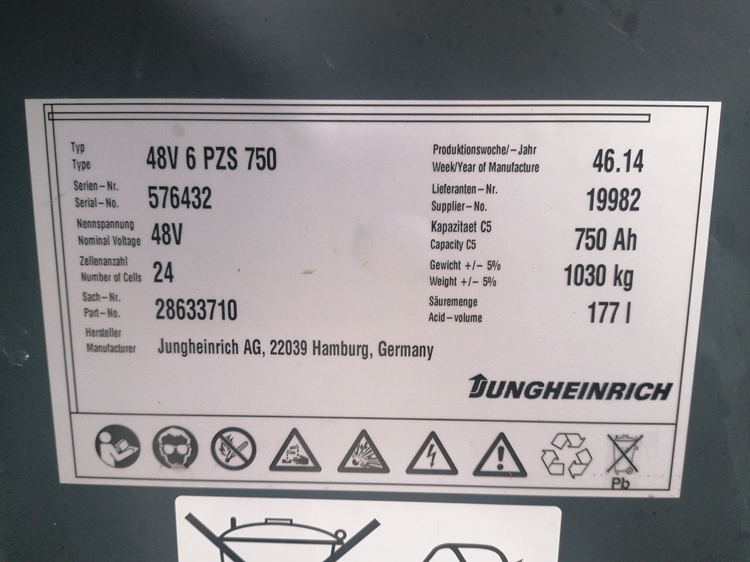 Typ
Type 48V 6 PZS 750
Serien-Nr.
Serial-No. 576432
Nennspannung
Nominal Voltage 48V
Zellenanzahl
Number of Cells 24
Sach-Nr.
Part-No. 28633710
Hersteller
Manufacturer Jungheinrich AG, 22039 Hamburg, Germany
Produktionswoche/-Jahr
Week/Year of Manufacture 46.14
Lieferanten-Nr.
Supplier-No. 19982
Kapazitaet C5
Capacity C5 750 Ah
Gewicht +/- 5%
Weight +/- 5% 1030 kg
Säuremenge
Acid-volume 177 l
JUNGHEINRICH
Pb